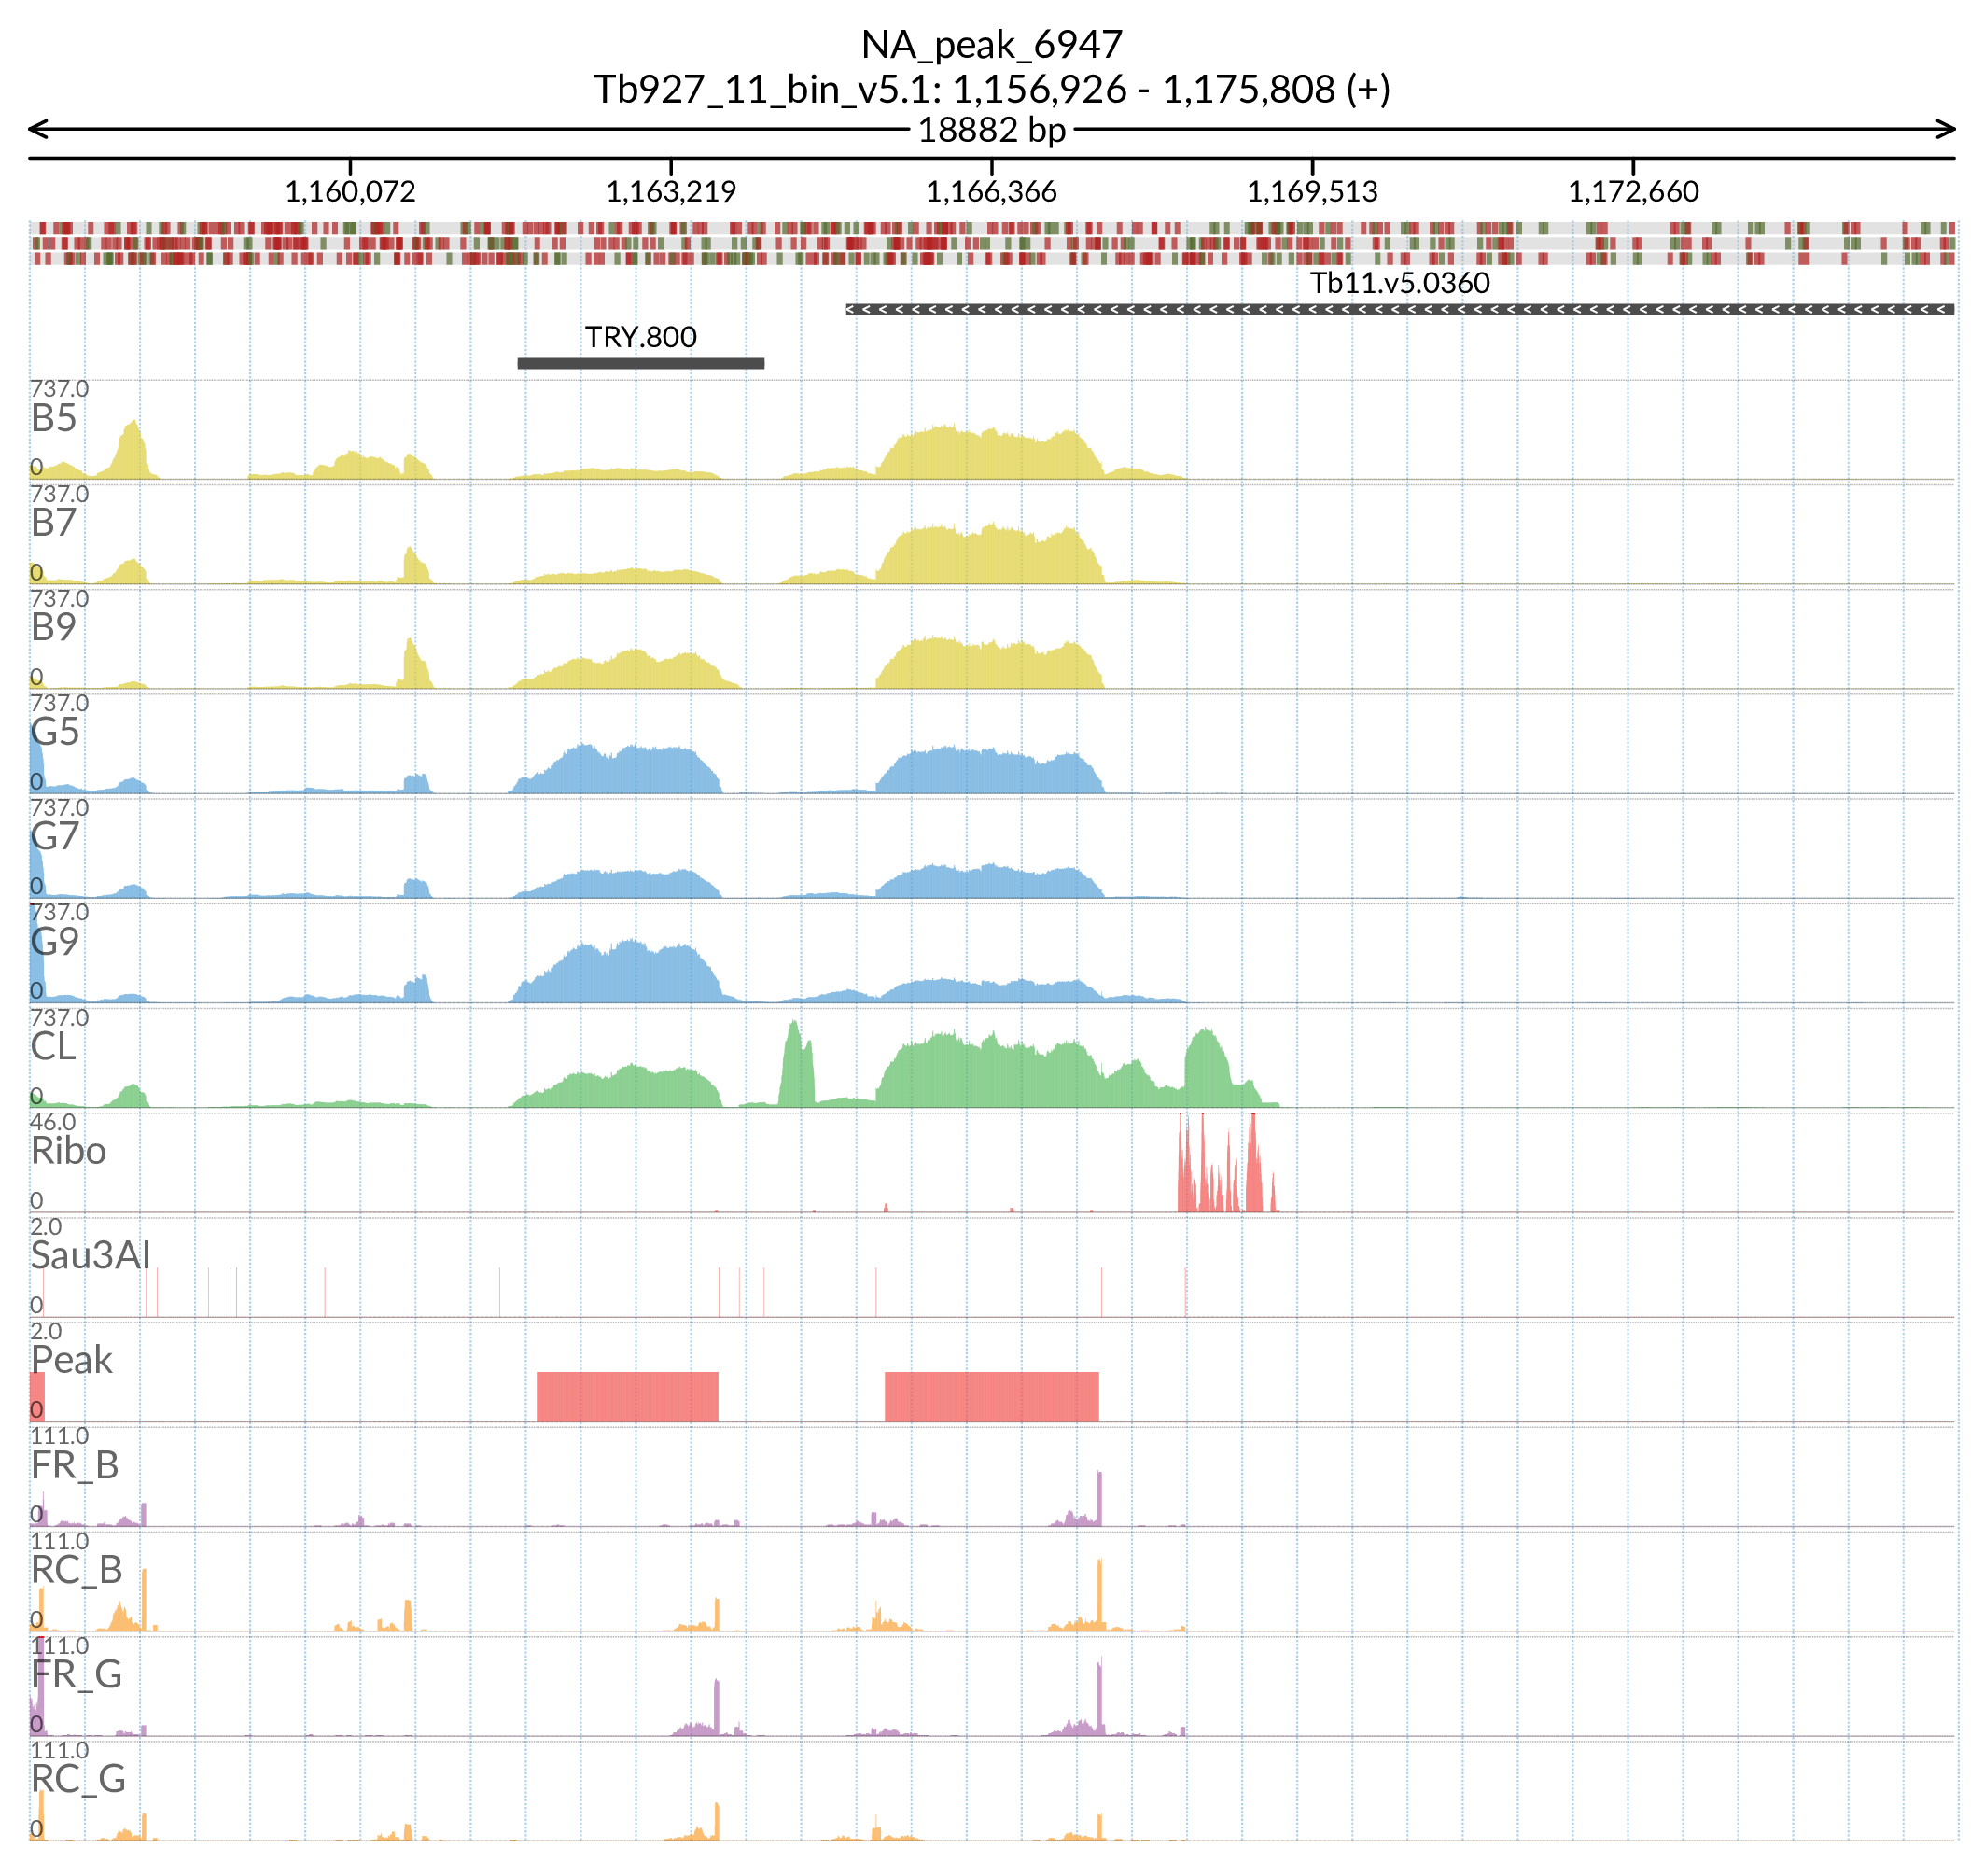 NA_peak_6947
Tb927_11_bin_v5.1: 1,156,926 - 1,175,808 (+)
18882 bp
1,160,072 1,163,219 1,166,366 1,169,513 1,172,660
Tb11.v5.0360
TRY.800
737.0
B5
0
737.0
B7
0
737.0
B9
0
737.0
G5
0
737.0
G7
0
737.0
G9
0
737.0
CL
0
46.0
Ribo
0
2.0
Sau3AI
0
2.0
Peak
0
111.0
FR_B
0
111.0
RC_B
0
111.0
FR_G
0
111.0
RC_G
0